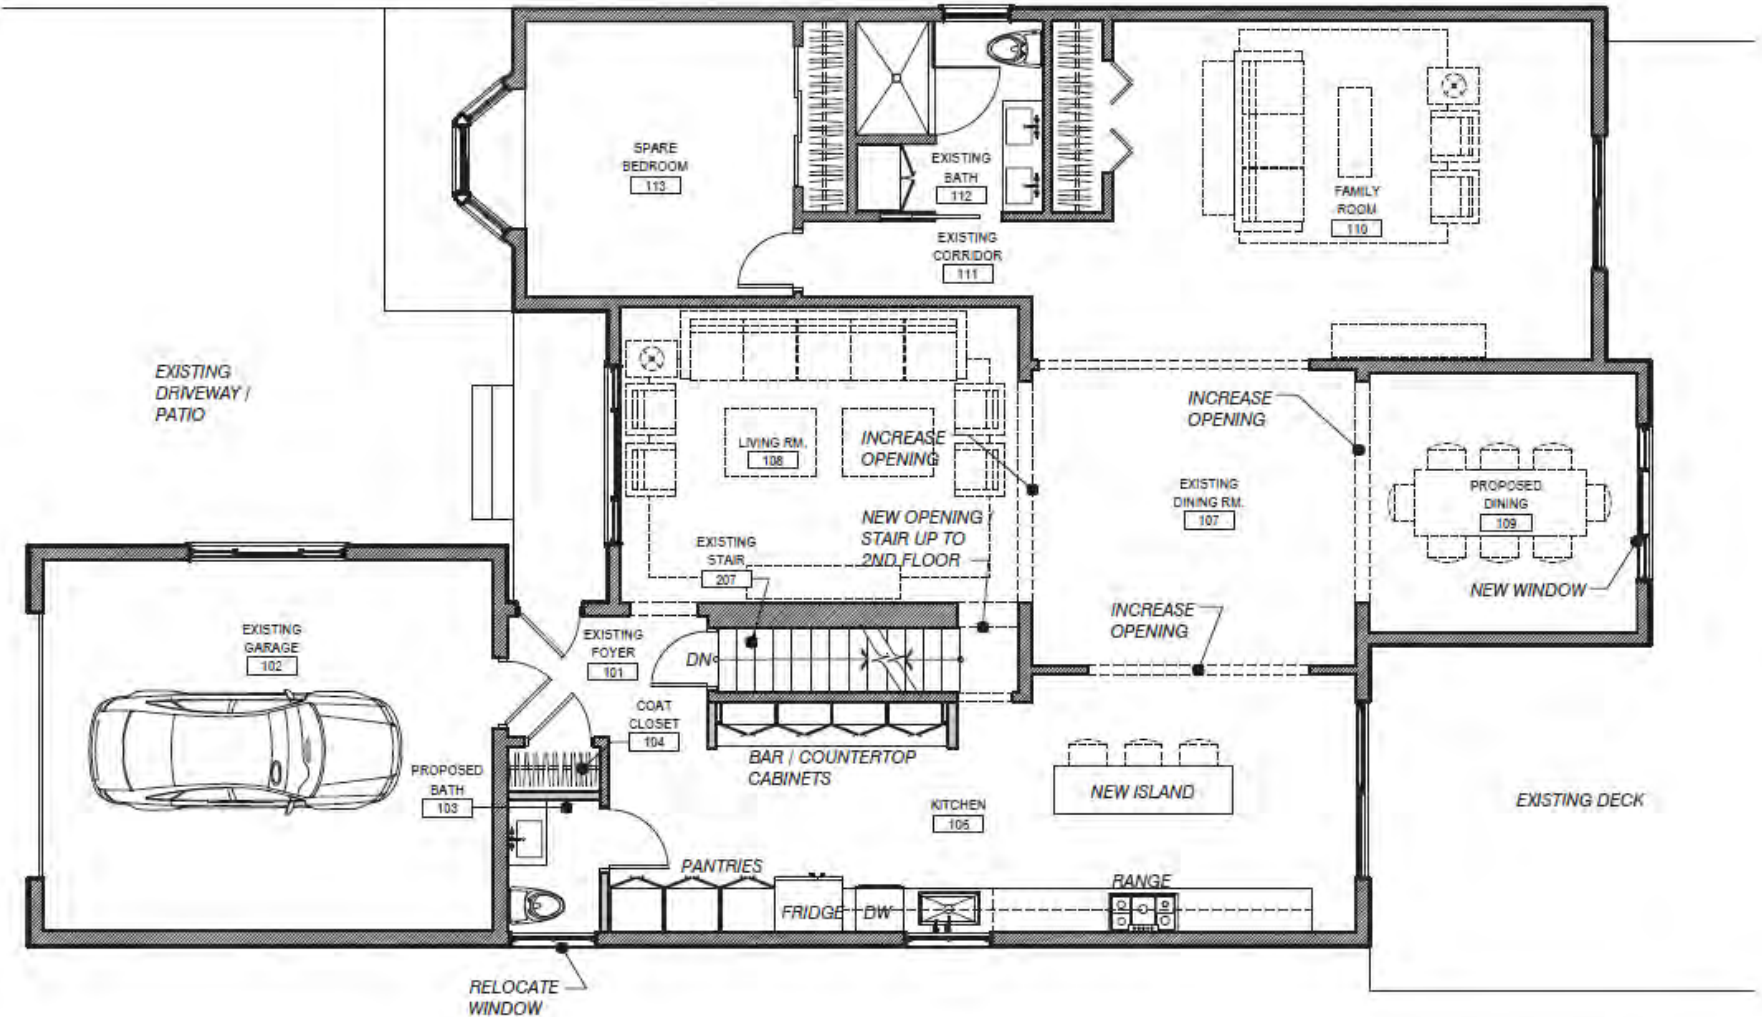 SPARE
BEDROOM
113
EXISTING
BATH
112
FAMILY
ROOM
110
EXISTING
CORRIDOR
111
EXISTING
DRIVEWAY /
PATIO
LIVING RM.
108
INCREASE
OPENING
INCREASE
OPENING
EXISTING
DINING RM.
107
PROPOSED
DINING
109
NEW OPENING /
STAIR UP TO
2ND FLOOR
EXISTING
STAIR
207
NEW WINDOW
INCREASE
OPENING
EXISTING
GARAGE
102
EXISTING
FOYER
101
DN
COAT
CLOSET
104
BAR / COUNTERTOP
CABINETS
PROPOSED
BATH
103
NEW ISLAND
EXISTING DECK
KITCHEN
105
PANTRIES
RANGE
FRIDGE
DW
RELOCATE
WINDOW